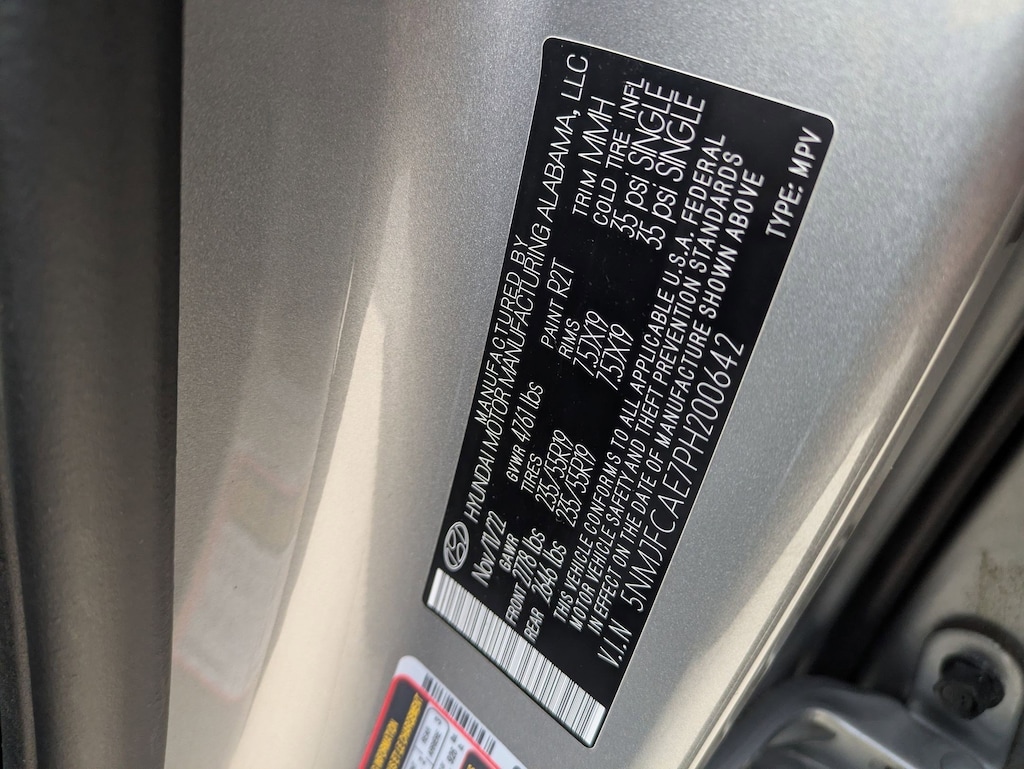 MANUFACTURED BY
HYUNDAI MOTOR MANUFACTURING ALABAMA, LLC
Nov/11/22 GVWR 4761 lbs PAINT R2T TRIM MMH
GAWR TIRES RIMS COLD TIRE INFL
FRONT 2778 lbs 235/55R19 7.5JX19 35 psi SINGLE
REAR 2646 lbs 235/55R19 7.5JX19 35 psi SINGLE
THIS VEHICLE CONFORMS TO ALL APPLICABLE U.S.A. FEDERAL
MOTOR VEHICLE SAFETY AND THEFT PREVENTION STANDARDS
IN EFFECT ON THE DATE OF MANUFACTURE SHOWN ABOVE
V.I.N 5NMJFCAE7PH200642 TYPE: MPV